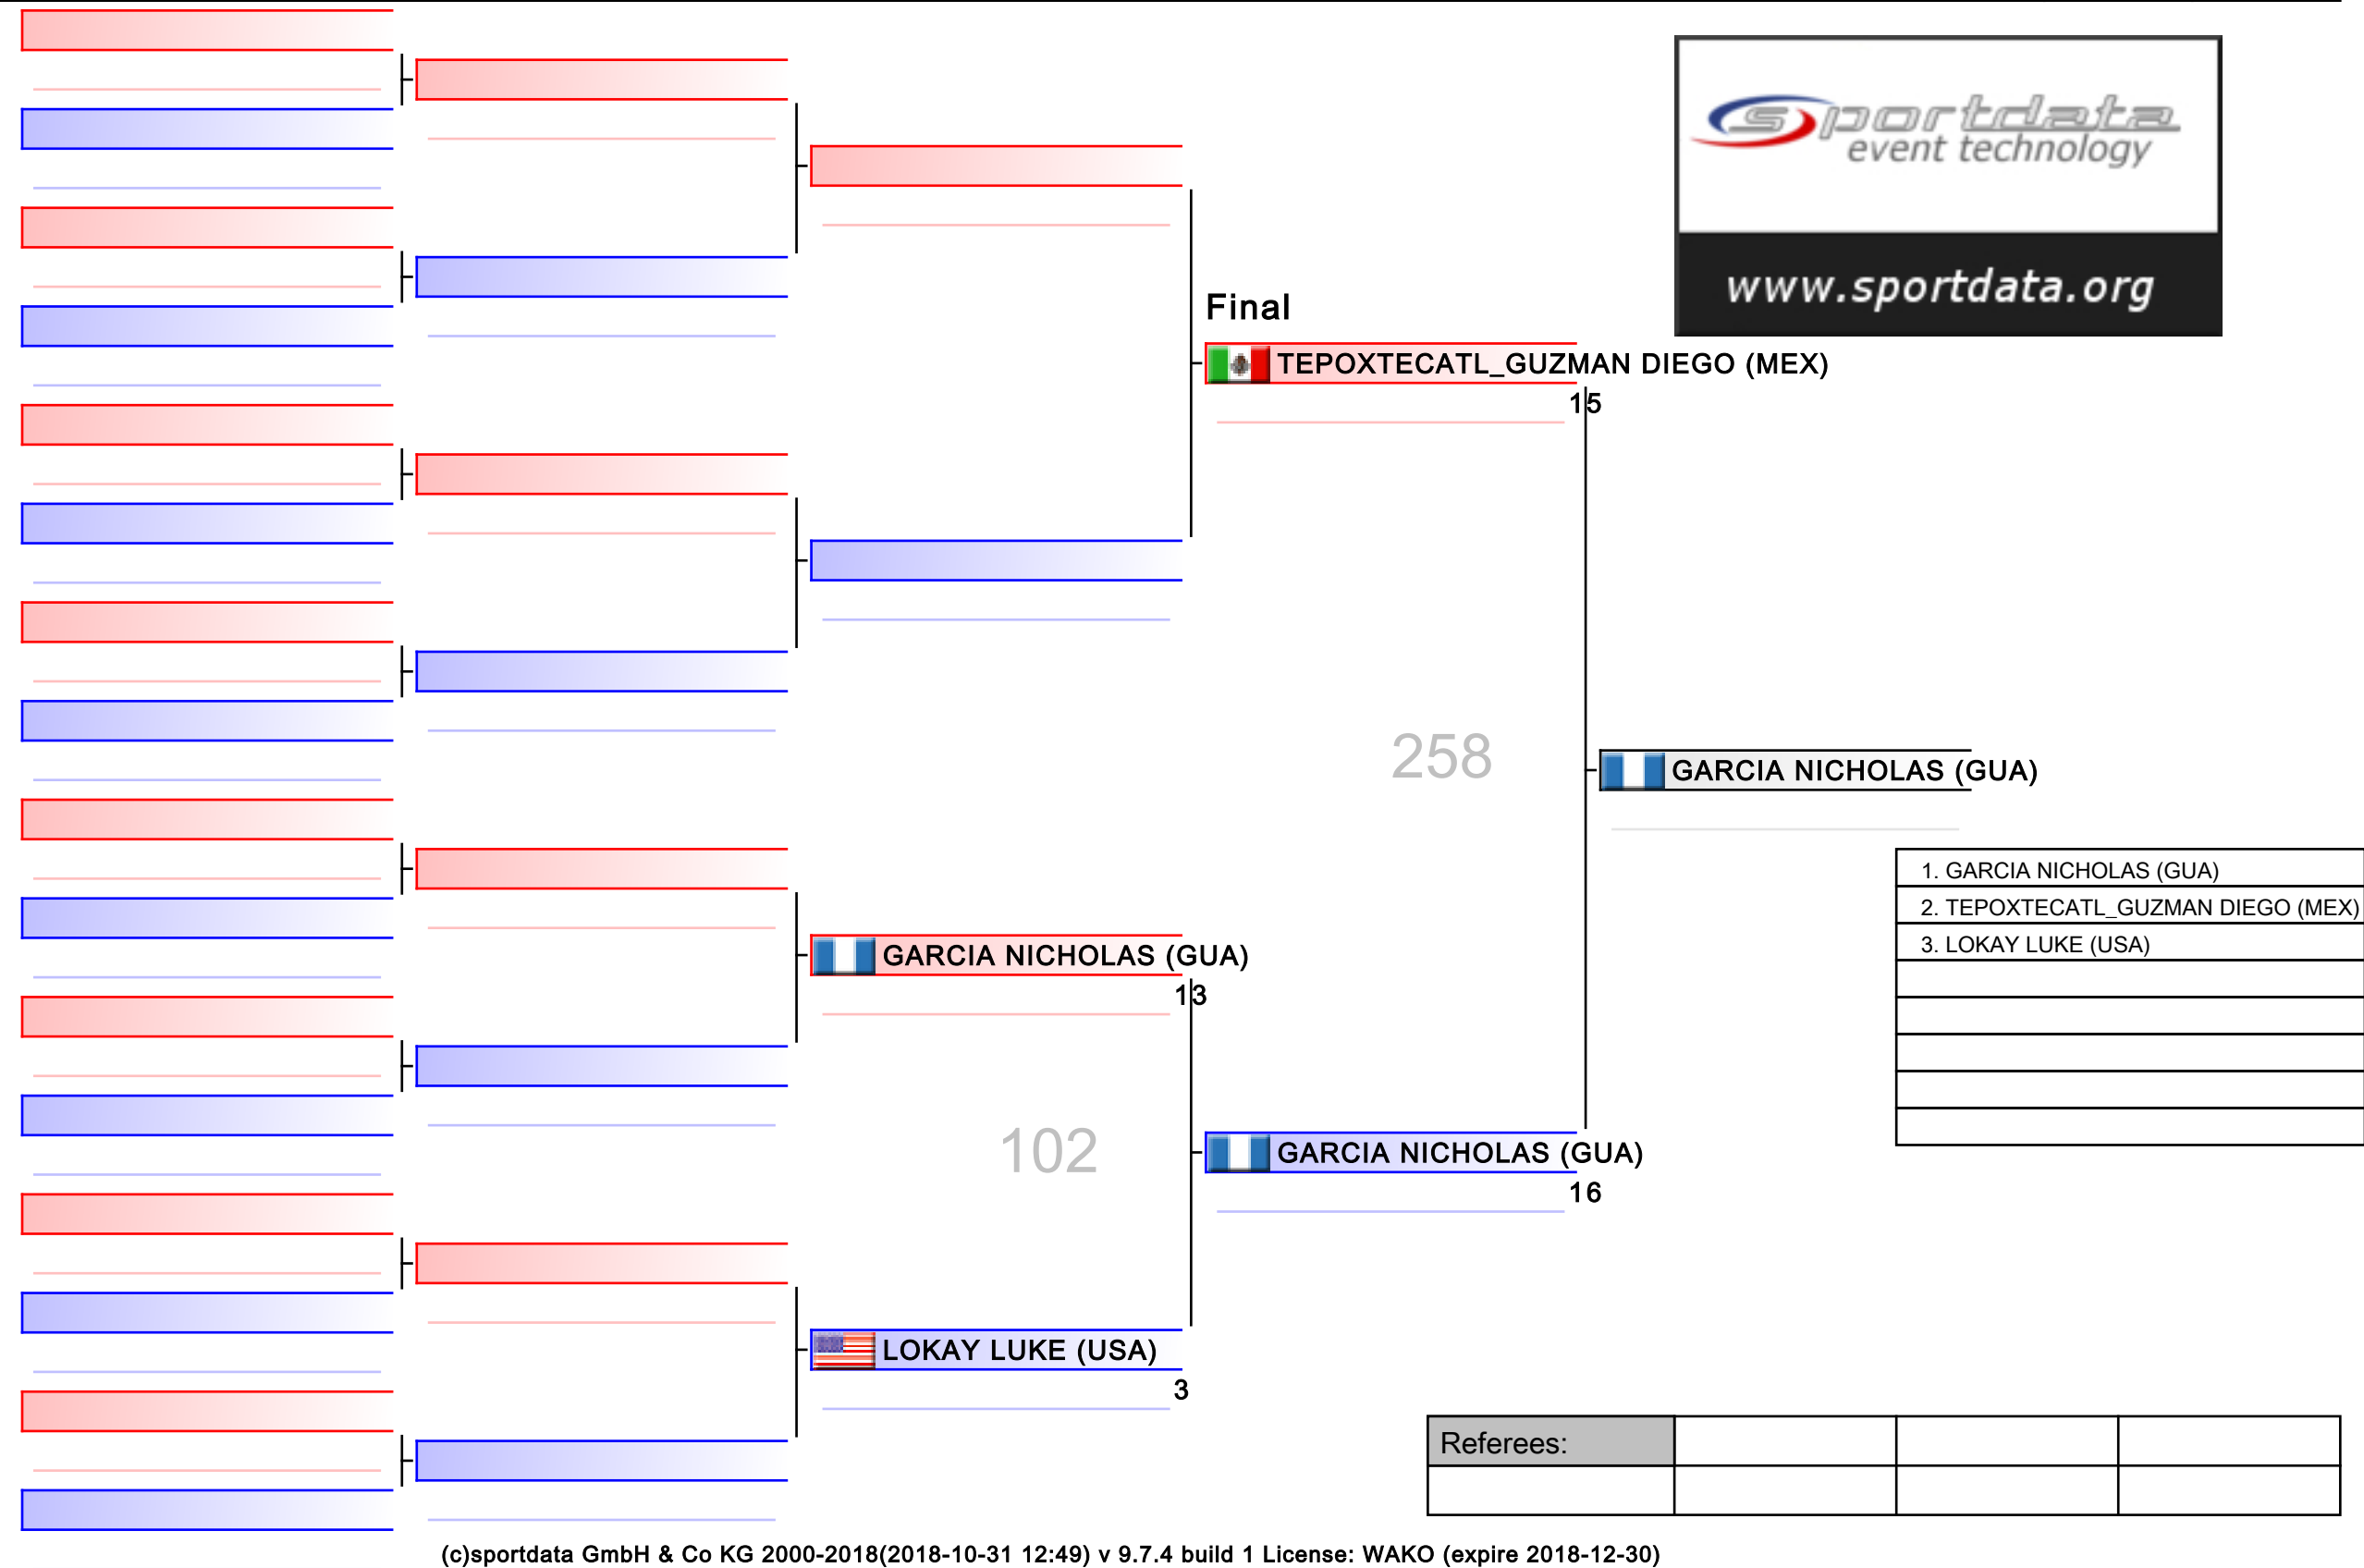 sportdata
event technology
www.sportdata.org
Final
TEPOXTECATL_GUZMAN DIEGO (MEX)
15
258
GARCIA NICHOLAS (GUA)
1. GARCIA NICHOLAS (GUA)
2. TEPOXTECATL_GUZMAN DIEGO (MEX)
3. LOKAY LUKE (USA)
GARCIA NICHOLAS (GUA)
13
102
GARCIA NICHOLAS (GUA)
16
LOKAY LUKE (USA)
3
Referees:
(c)sportdata GmbH & Co KG 2000-2018(2018-10-31 12:49) v 9.7.4 build 1 License: WAKO (expire 2018-12-30)